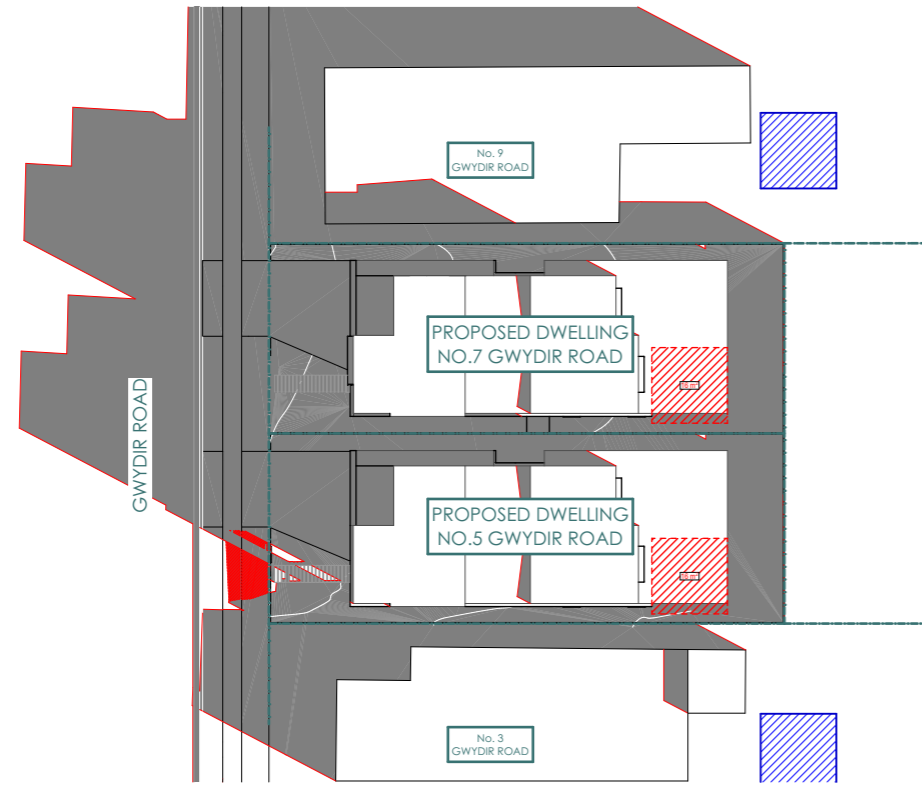 No. 9
GWYDIR ROAD
PROPOSED DWELLING
NO.7 GWYDIR ROAD
GWYDIR ROAD
PROPOSED DWELLING
NO.5 GWYDIR ROAD
No. 3
GWYDIR ROAD